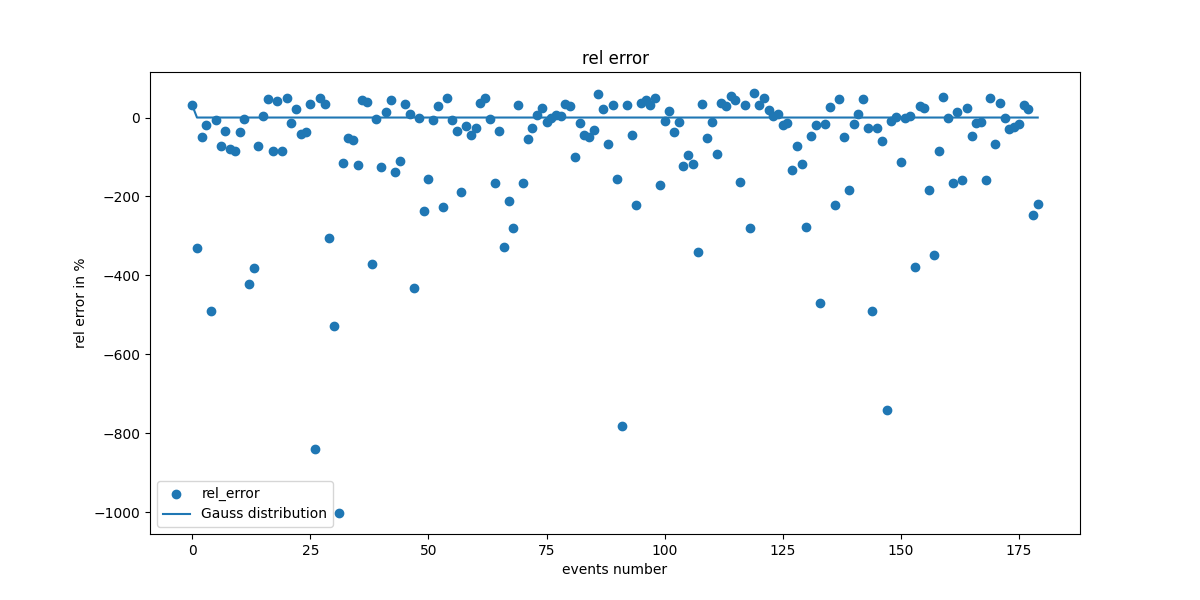 rel error
0
−200
−400
−600
−800
−1000
rel error in %
rel_error
Gauss distribution
0
25
50
75
100
125
150
175
events number